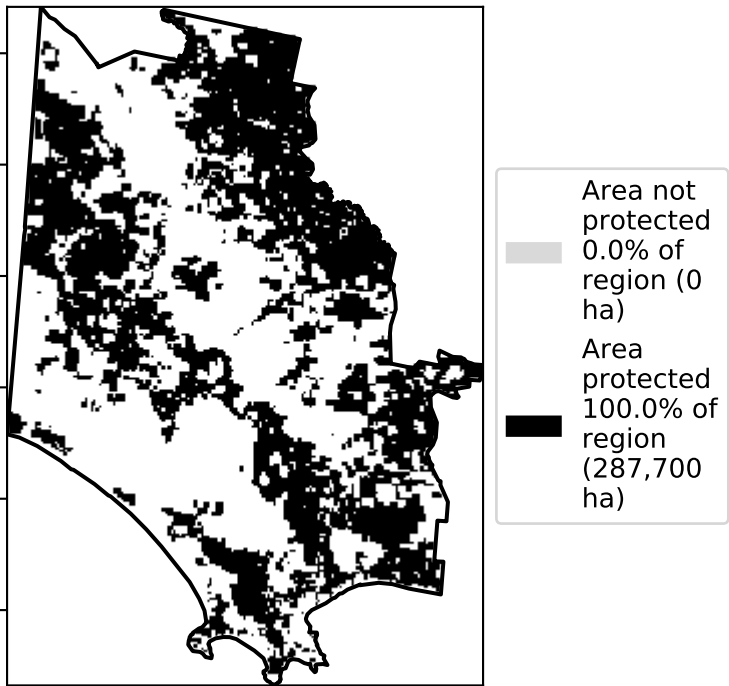 Area not
protected
0.0% of
region (0
ha)
Area
protected
100.0% of
region
(287,700
ha)